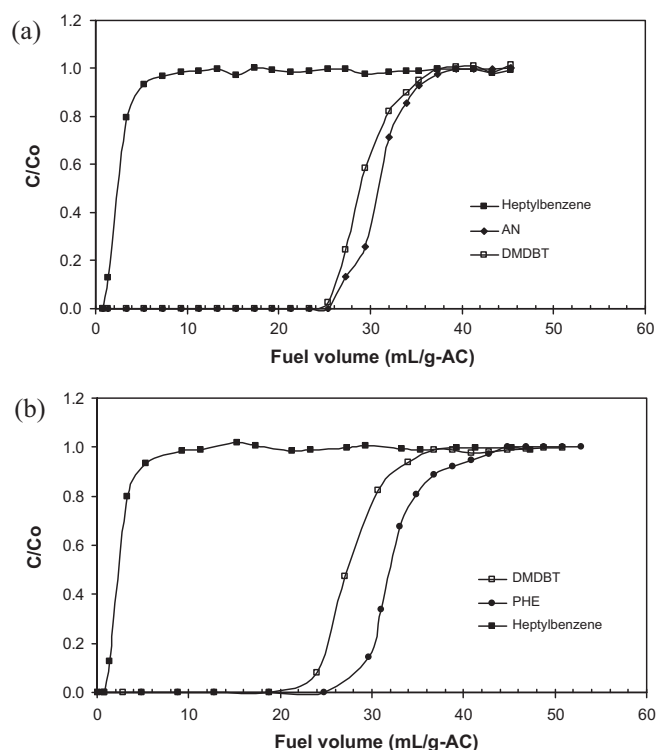 (a)
1.2
1.0
0.8
0.6
0.4
0.2
0.0
C/Co
Heptylbenzene
AN
DMDBT
0 10 20 30 40 50 60
Fuel volume (mL/g-AC)
(b)
1.2
1.0
0.8
0.6
0.4
0.2
0.0
C/Co
DMDBT
PHE
Heptylbenzene
0 10 20 30 40 50 60
Fuel volume (mL/g-AC)